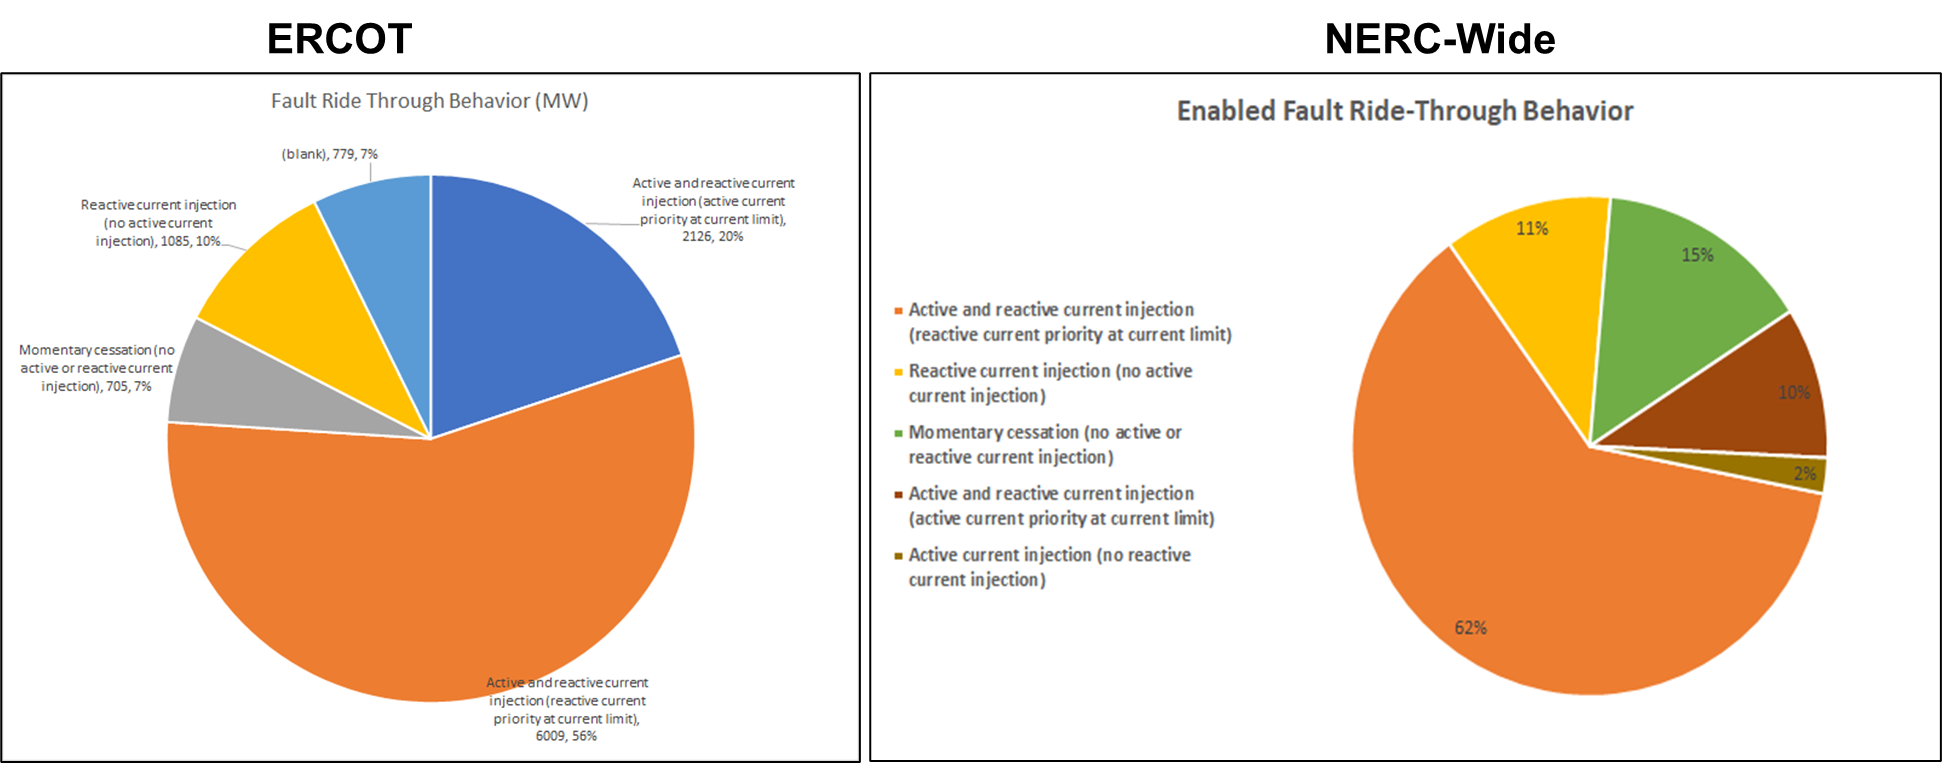 ERCOT
NERC-Wide
Fault Ride Through Behavior (MW)
(blank), 779, 7%
Active and reactive current
injection (active current
priority at current limit),
2126, 20%
Reactive current injection
(no active current
injection), 1085, 10%
Momentary cessation (no
active or reactive current
injection), 705, 7%
Active and reactive current
injection (reactive current
priority at current limit),
6009, 56%
Enabled Fault Ride-Through Behavior
Active and reactive current injection
(reactive current priority at current limit)
Reactive current injection (no active
current injection)
Momentary cessation (no active or
reactive current injection)
Active and reactive current injection
(active current priority at current limit)
Active current injection (no reactive
current injection)
11%
15%
10%
2%
62%